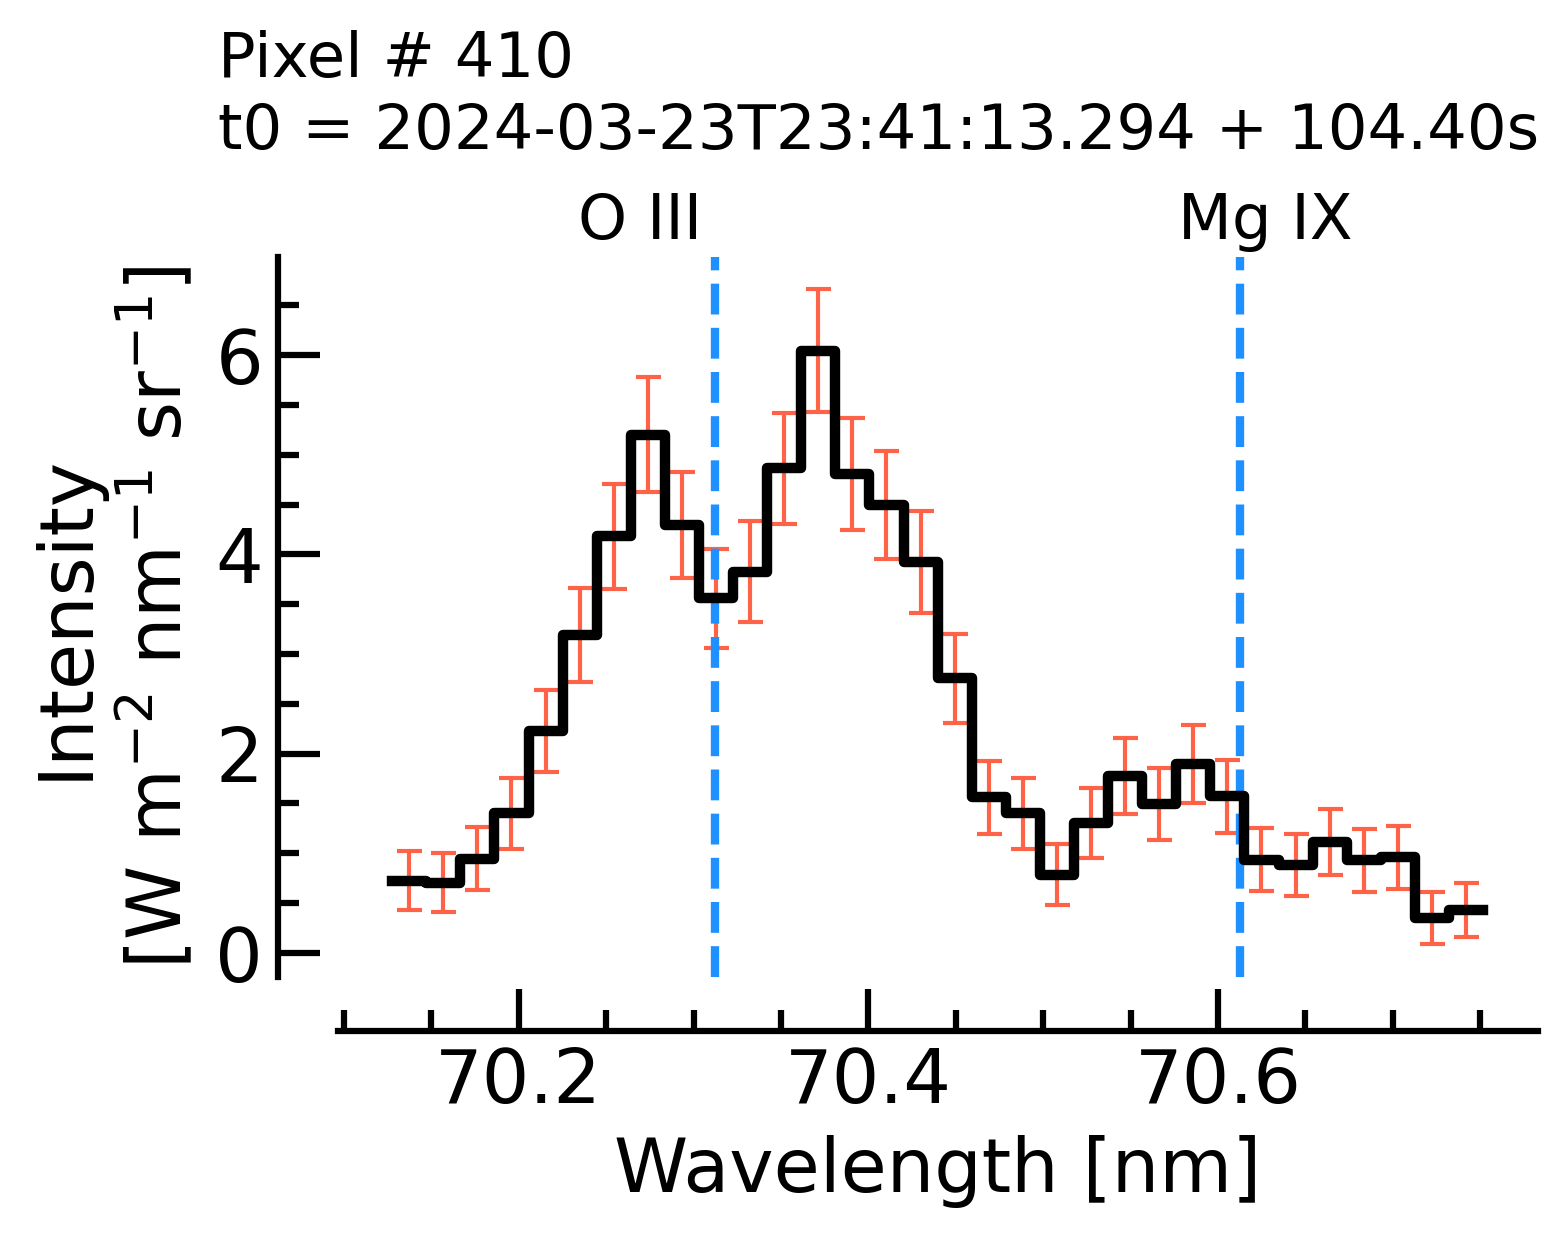 Pixel # 410
t0 = 2024-03-23T23:41:13.294 + 104.40s
O III
Mg IX
Intensity
[W m⁻² nm⁻¹ sr⁻¹]
6
4
2
0
70.2
70.4
70.6
Wavelength [nm]